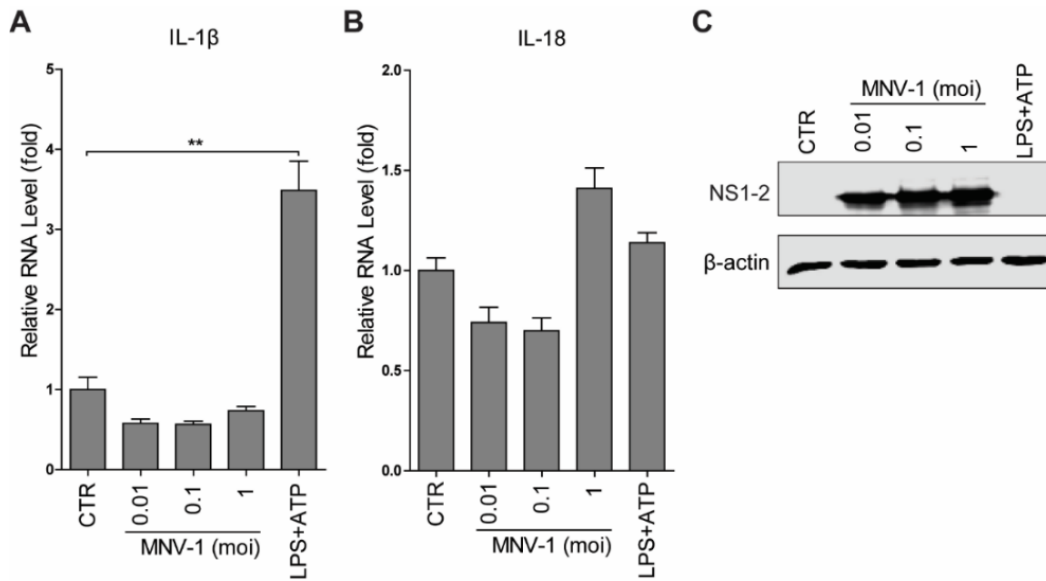 A
IL-1β
Relative RNA Level (fold)
5
4
3
2
1
0
**
CTR
0.01
0.1
1
LPS+ATP
MNV-1 (moi)
B
IL-18
Relative RNA Level (fold)
2.0
1.5
1.0
0.5
0.0
CTR
0.01
0.1
1
LPS+ATP
MNV-1 (moi)
C
MNV-1 (moi)
CTR
0.01
0.1
1
LPS+ATP
NS1-2
β-actin